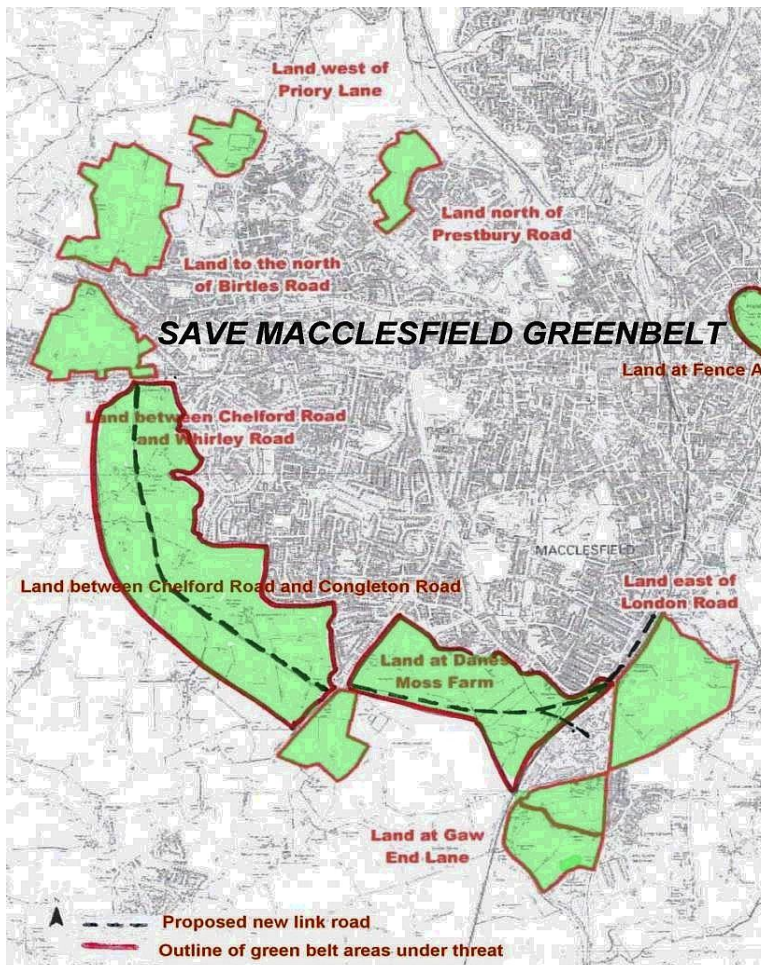 Land west of
Priory Lane
Land north of
Prestbury Road
Land to the north
of Birtles Road
SAVE MACCLESFIELD GREENBELT
Land at Fence A
Land between Chelford Road
and Whirley Road
MACCLESFIELD
Land between Chelford Road and Congleton Road
Land east of
London Road
Land at Danes
Moss Farm
Land at Gaw
End Lane
Proposed new link road
Outline of green belt areas under threat